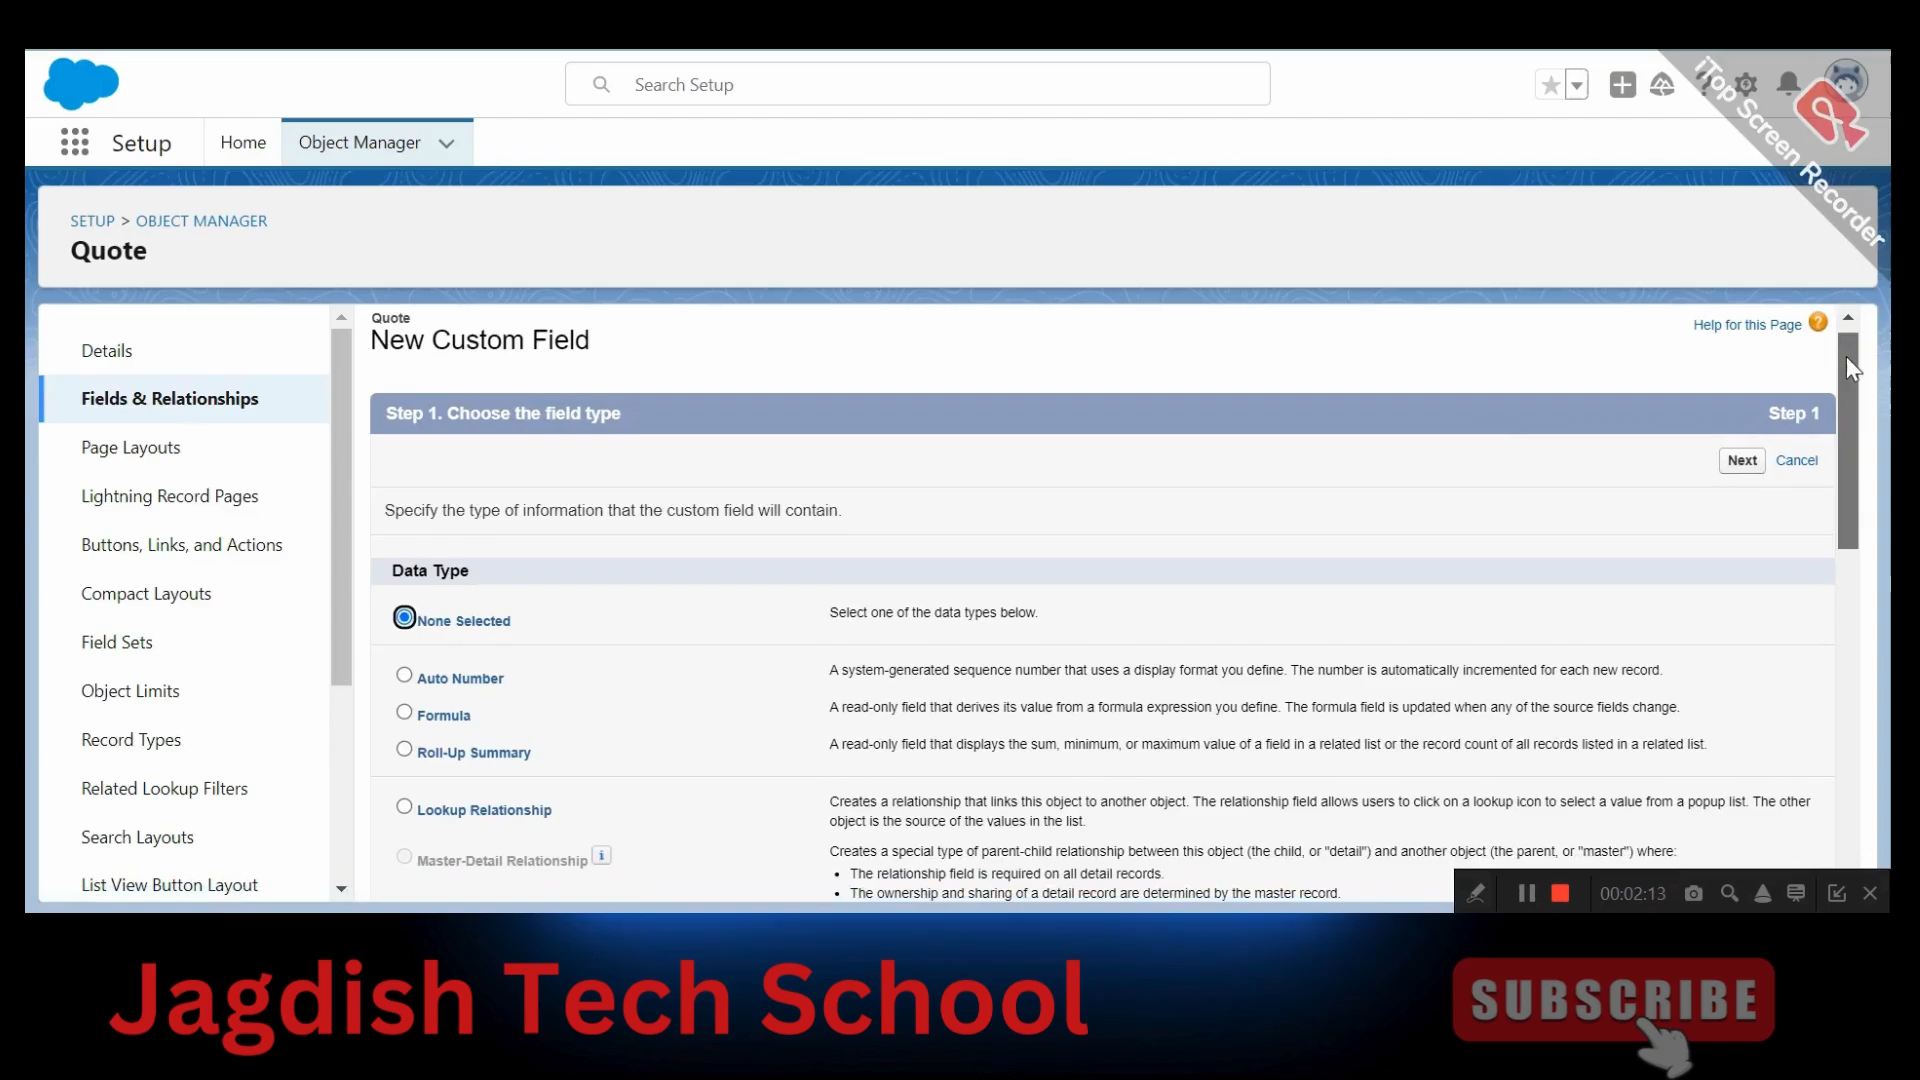 Search Setup
iTop Screen Recorder
Setup
Home
Object Manager
SETUP > OBJECT MANAGER
Quote
Details
Fields & Relationships
Page Layouts
Lightning Record Pages
Buttons, Links, and Actions
Compact Layouts
Field Sets
Object Limits
Record Types
Related Lookup Filters
Search Layouts
List View Button Layout
Quote
New Custom Field
Help for this Page ?
Step 1. Choose the field type
Step 1
Next
Cancel
Specify the type of information that the custom field will contain.
Data Type
None Selected
Select one of the data types below.
Auto Number
A system-generated sequence number that uses a display format you define. The number is automatically incremented for each new record.
Formula
A read-only field that derives its value from a formula expression you define. The formula field is updated when any of the source fields change.
Roll-Up Summary
A read-only field that displays the sum, minimum, or maximum value of a field in a related list or the record count of all records listed in a related list.
Lookup Relationship
Creates a relationship that links this object to another object. The relationship field allows users to click on a lookup icon to select a value from a popup list. The other
object is the source of the values in the list.
Master-Detail Relationship i
Creates a special type of parent-child relationship between this object (the child, or "detail") and another object (the parent, or "master") where:
• The relationship field is required on all detail records.
• The ownership and sharing of a detail record are determined by the master record.
00:02:13
Jagdish Tech School
SUBSCRIBE